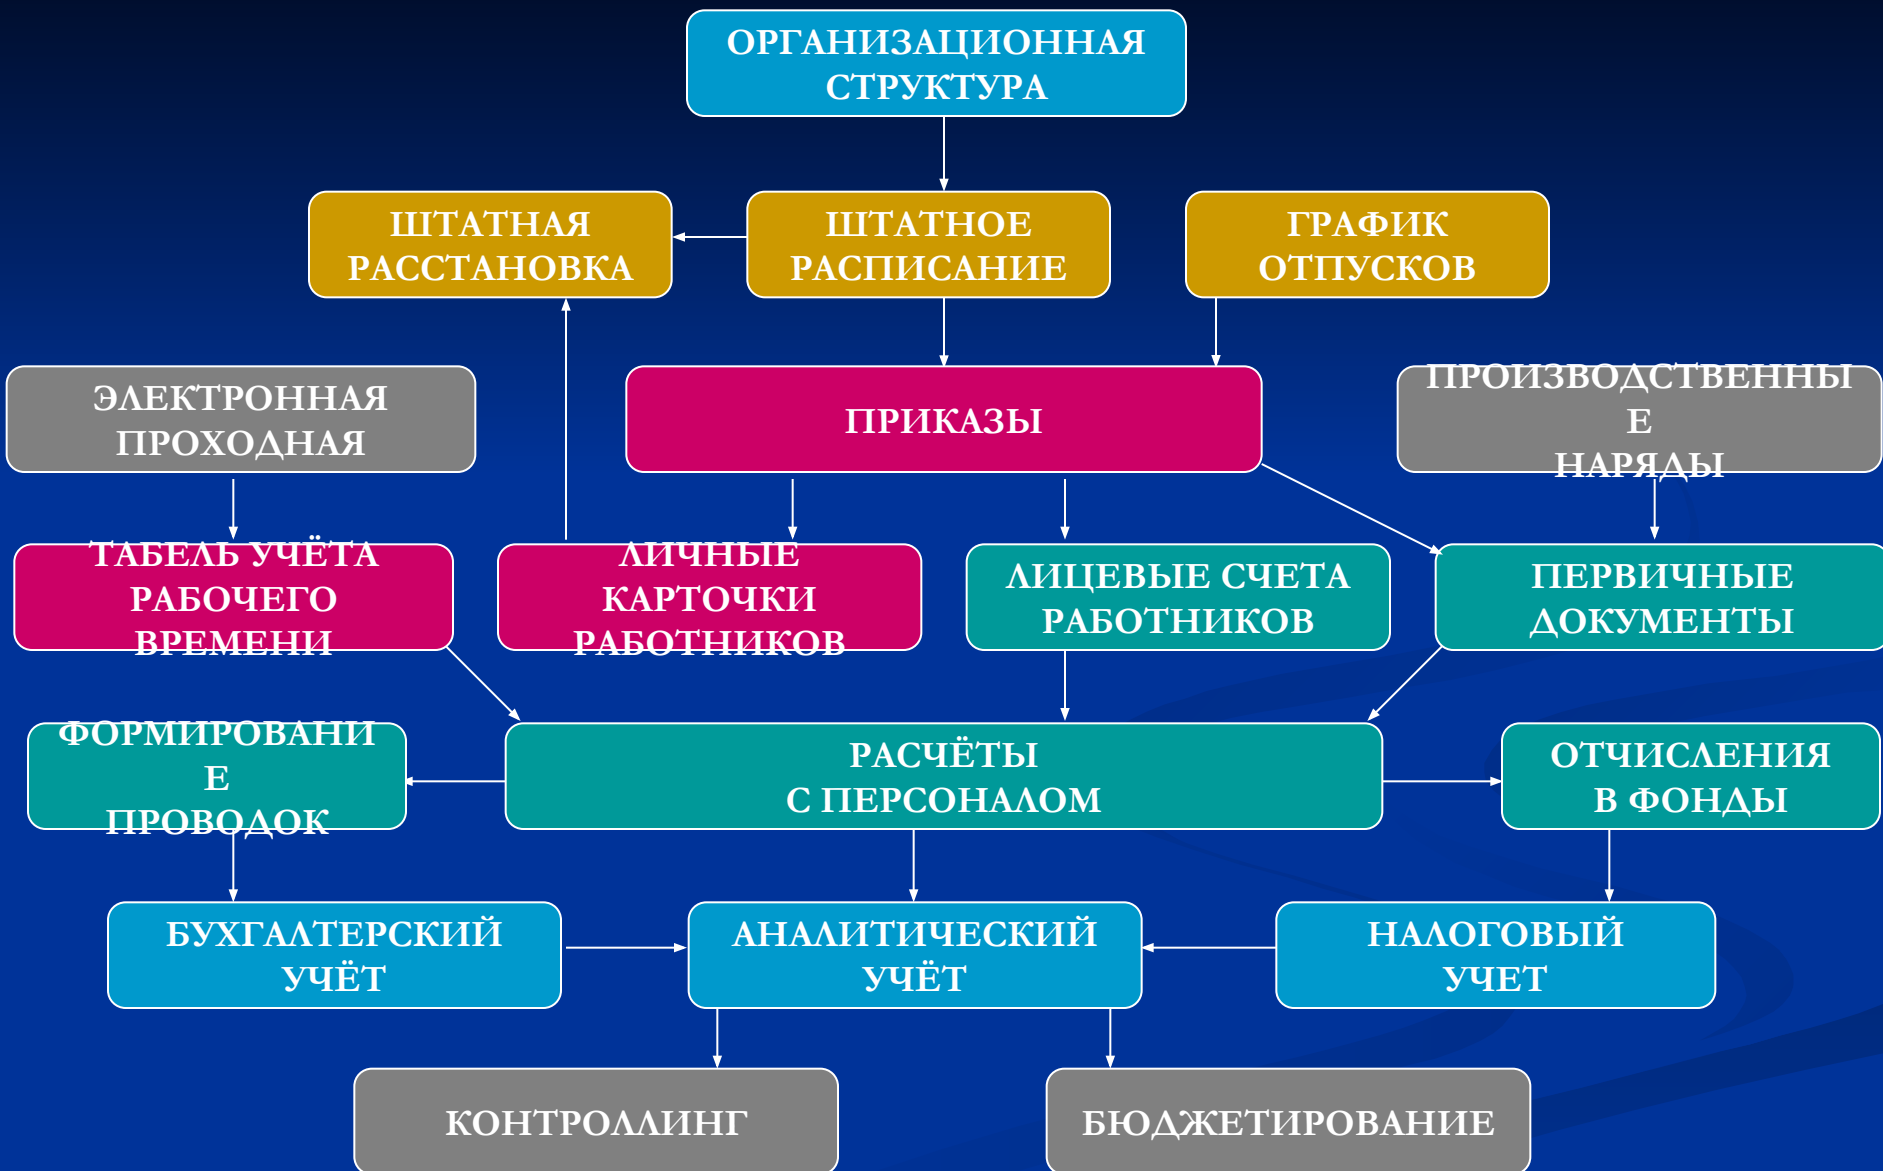 ОРГАНИЗАЦИОННАЯ
СТРУКТУРА
ШТАТНАЯ
РАССТАНОВКА
ШТАТНОЕ
РАСПИСАНИЕ
ГРАФИК
ОТПУСКОВ
ЭЛЕКТРОННАЯ
ПРОХОДНАЯ
ПРИКАЗЫ
ПРОИЗВОДСТВЕННЫ
Е
НАРЯДЫ
ТАБЕЛЬ УЧЁТА
РАБОЧЕГО
ВРЕМЕНИ
ЛИЧНЫЕ
КАРТОЧКИ
РАБОТНИКОВ
ЛИЦЕВЫЕ СЧЕТА
РАБОТНИКОВ
ПЕРВИЧНЫЕ
ДОКУМЕНТЫ
ФОРМИРОВАНИ
Е
ПРОВОДОК
РАСЧЁТЫ
С ПЕРСОНАЛОМ
ОТЧИСЛЕНИЯ
В ФОНДЫ
БУХГАЛТЕРСКИЙ
УЧЁТ
АНАЛИТИЧЕСКИЙ
УЧЁТ
НАЛОГОВЫЙ
УЧЕТ
КОНТРОЛЛИНГ
БЮДЖЕТИРОВАНИЕ